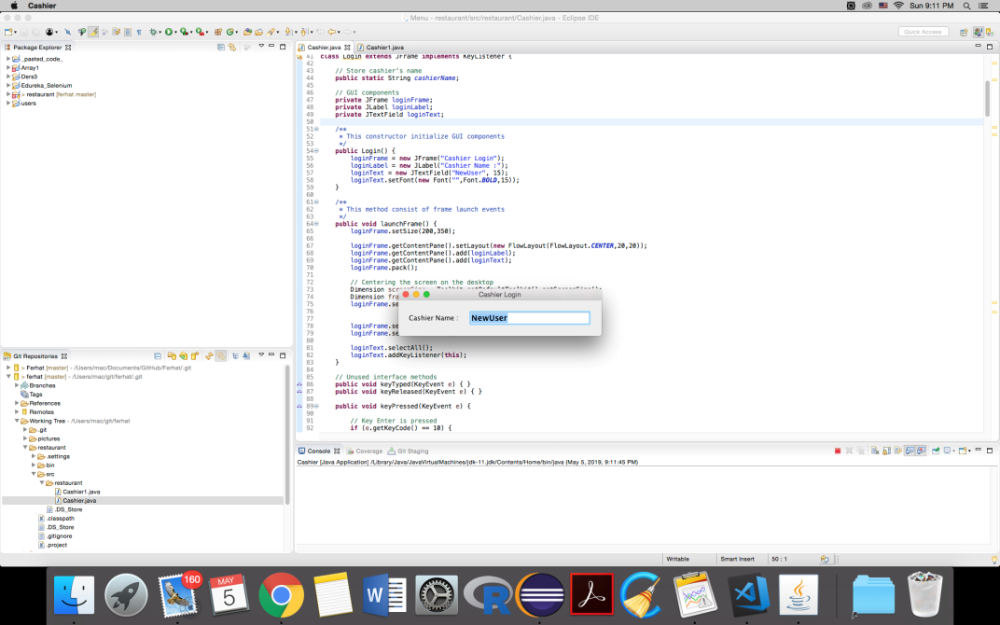 Cashier
Sun 9:11 PM
Menu - restaurant/src/restaurant/Cashier.java - Eclipse IDE
Quick Access
Package Explorer
_pasted_code_
Array1
Ders3
Edureka_Selenium
> restaurant [ferhat master]
users
Cashier.java
Cashier1.java
41 class Login extends JFrame implements KeyListener {
42
43 // Store cashier's name
44 public static String cashierName;
45
46 // GUI components
47 private JFrame loginFrame;
48 private JLabel loginLabel;
49 private JTextField loginText;
50
51 /**
52 * This constructor initialize GUI components
53 */
54 public Login() {
55 loginFrame = new JFrame("Cashier Login");
56 loginLabel = new JLabel("Cashier Name :");
57 loginText = new JTextField("NewUser", 15);
58 loginText.setFont(new Font("",Font.BOLD,15));
59 }
60
61 /**
62 * This method consist of frame launch events
63 */
64 public void launchFrame() {
65 loginFrame.setSize(200,350);
66
67 loginFrame.getContentPane().setLayout(new FlowLayout(FlowLayout.CENTER,20,20));
68 loginFrame.getContentPane().add(loginLabel);
69 loginFrame.getContentPane().add(loginText);
70 loginFrame.pack();
71
72 // Centering the screen on the desktop
73 Dimension
74 Dimension fra
75 loginFrame.se
76
77
78 loginFrame.se
79 loginFrame.se
80
81 loginText.selectAll();
82 loginText.addKeyListener(this);
83 }
84
85 // Unused interface methods
86 public void keyTyped(KeyEvent e) { }
87 public void keyReleased(KeyEvent e) { }
88
89 public void keyPressed(KeyEvent e) {
90
91 // Key Enter is pressed
92 if (e.getKeyCode() == 10) {
Cashier Login
Cashier Name :
NewUser
Git Repositories
> Ferhat [master] - /Users/mac/Documents/GitHub/Ferhat/.git
> ferhat [master] - /Users/mac/git/ferhat/.git
Branches
Tags
References
Remotes
Working Tree - /Users/mac/git/ferhat
.git
pictures
restaurant
.settings
bin
src
restaurant
Cashier1.java
Cashier.java
.DS_Store
.classpath
.DS_Store
.gitignore
.project
Console
Coverage
Git Staging
Cashier [Java Application] /Library/Java/JavaVirtualMachines/jdk-11.jdk/Contents/Home/bin/java (May 5, 2019, 9:11:45 PM)
Writable
Smart Insert
50 : 1
160
MAY
5
W
R